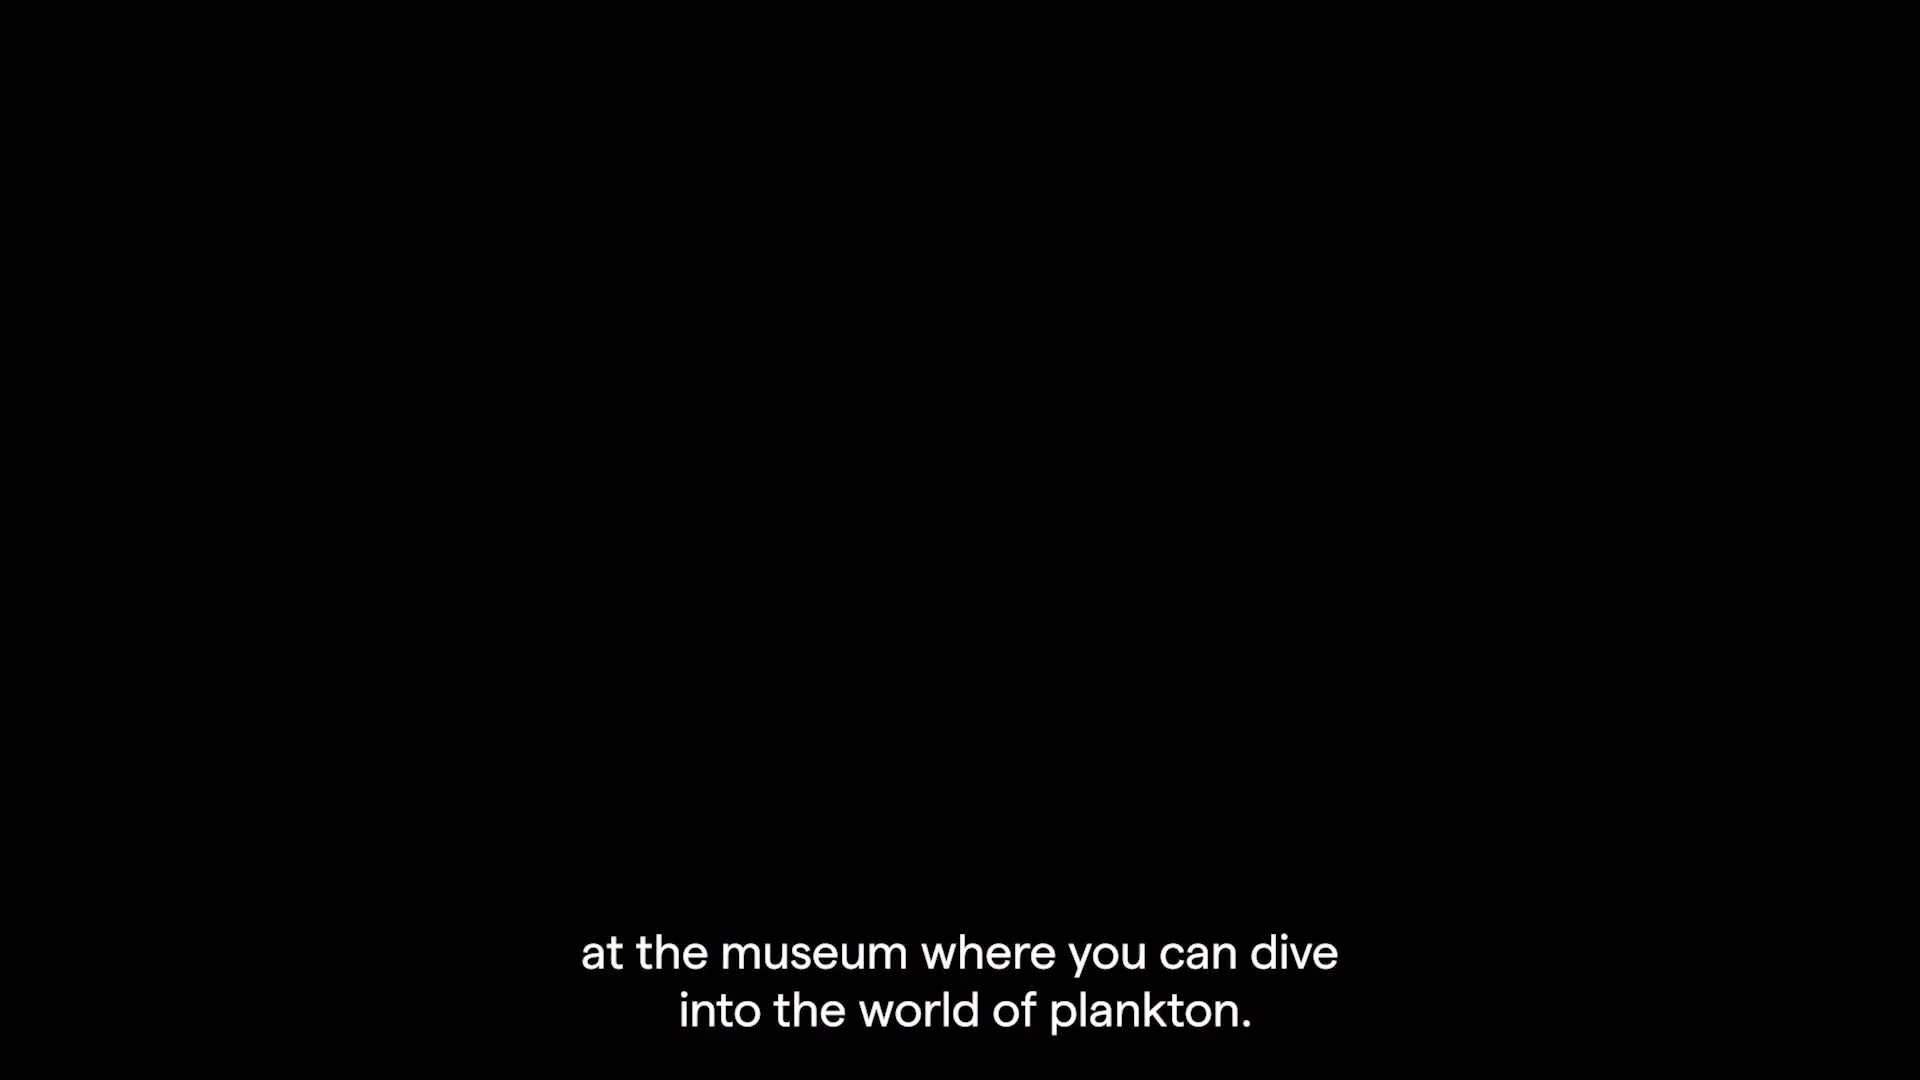 at the museum where you can dive
into the world of plankton.